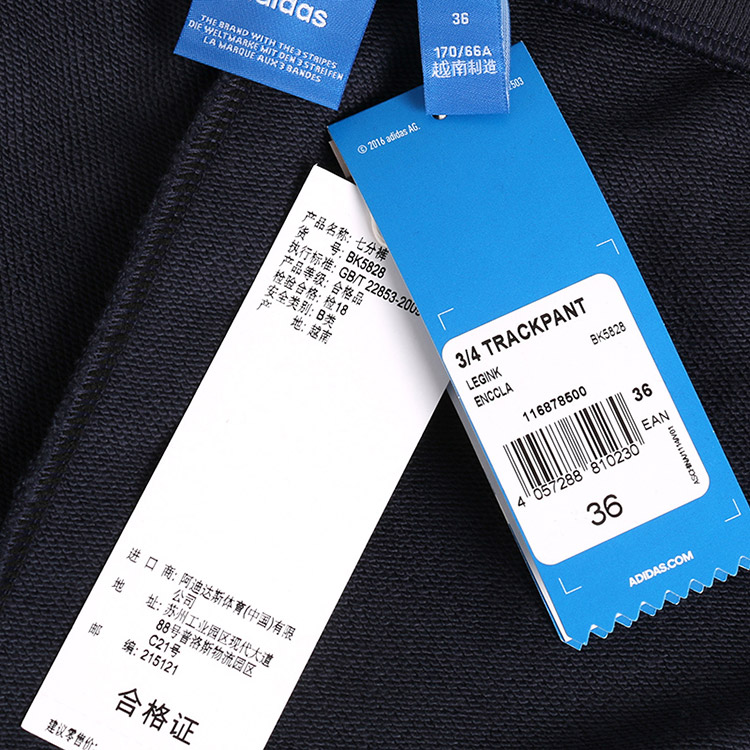 adidas
THE BRAND WITH THE 3 STRIPES
DIE WELTMARKE MIT DEN 3 STREIFEN
LA MARQUE AUX 3 BANDES
36
170/66A
越南制造
© 2016 adidas AG.
产品名称: 七分裤
货 号: BK5828
执行标准: GB/T 22853-2009
产品等级: 合格品
检验合格: 检18
安全类别: B类
产 地: 越南
进 口 商: 阿迪达斯体育(中国)有限
公司
地 址: 苏州工业园区现代大道
88号普洛斯物流园区
C21号
邮 编: 215121
合格证
建议零售价:
3/4 TRACKPANT
BK5828
LEGINK
ENCCLA
116878500
36
EAN
4 057288 810230
36
ADIDAS.COM